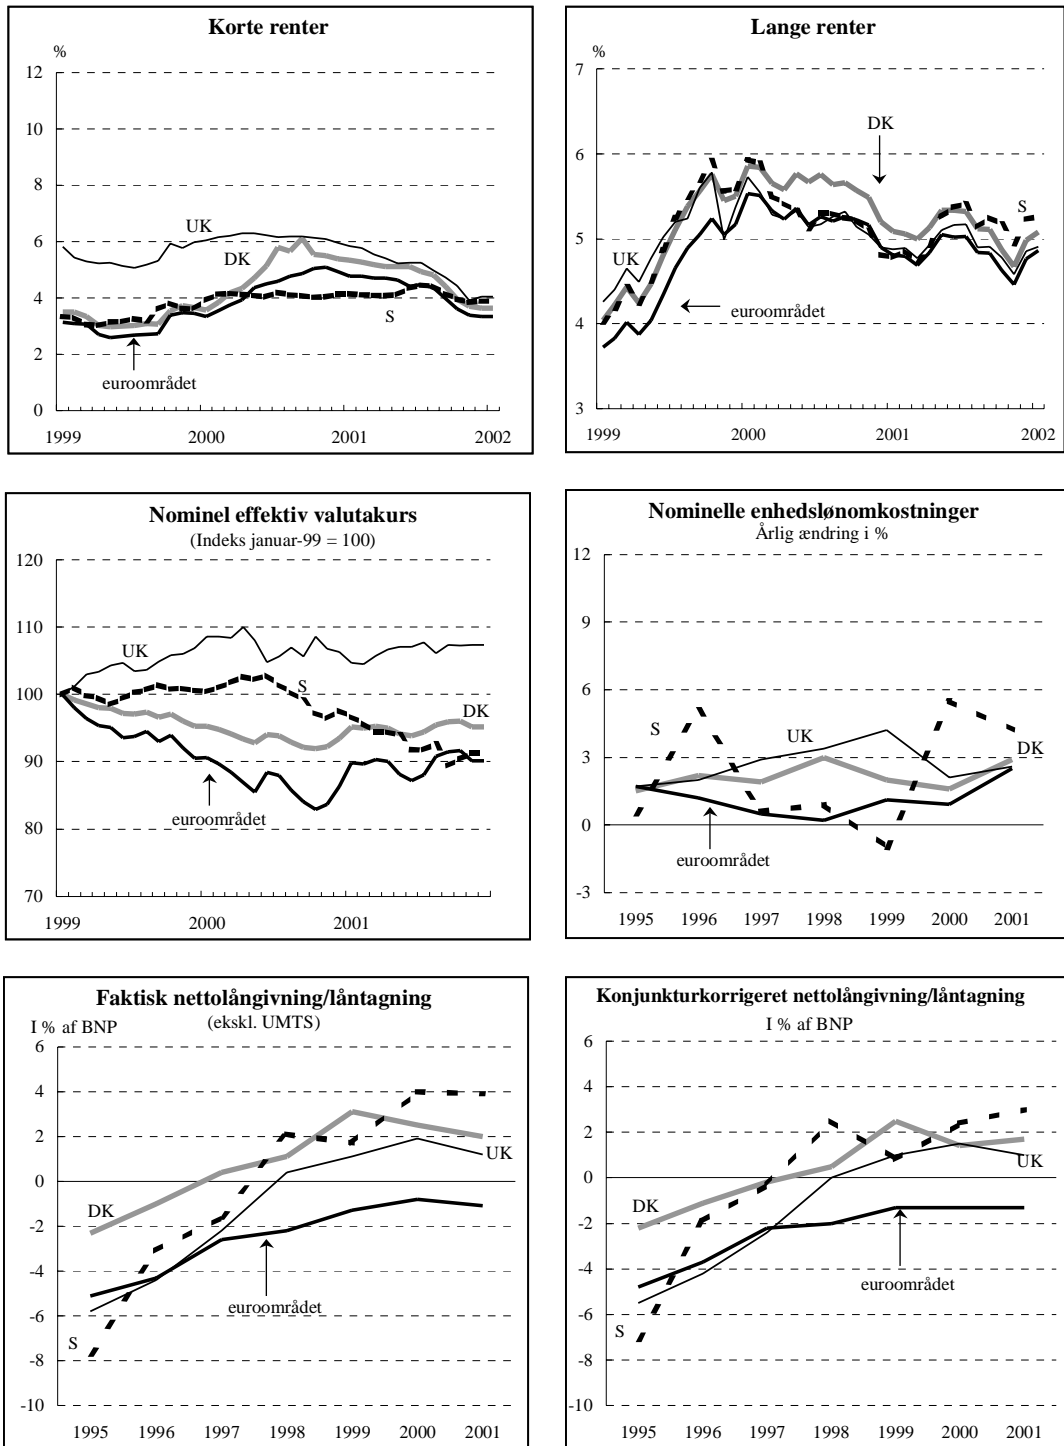 Korte renter
%
12
10
8
6
4
2
0
UK
DK
S
euroområdet
1999 2000 2001 2002
Lange renter
%
7
6
5
4
3
DK
S
UK
euroområdet
1999 2000 2001 2002
Nominel effektiv valutakurs
(Indeks januar-99 = 100)
120
110
100
90
80
70
UK
S
DK
euroområdet
1999 2000 2001
Nominelle enhedslønomkostninger
Årlig ændring i %
12
9
6
3
0
-3
S
UK
DK
euroområdet
1995 1996 1997 1998 1999 2000 2001
Faktisk nettolångivning/låntagning
(ekskl. UMTS)
I % af BNP
6
4
2
0
-2
-4
-6
-8
-10
UK
DK
euroområdet
S
1995 1996 1997 1998 1999 2000 2001
Konjunkturkorrigeret nettolångivning/låntagning
I % af BNP
6
4
2
0
-2
-4
-6
-8
-10
UK
DK
euroområdet
S
1995 1996 1997 1998 1999 2000 2001